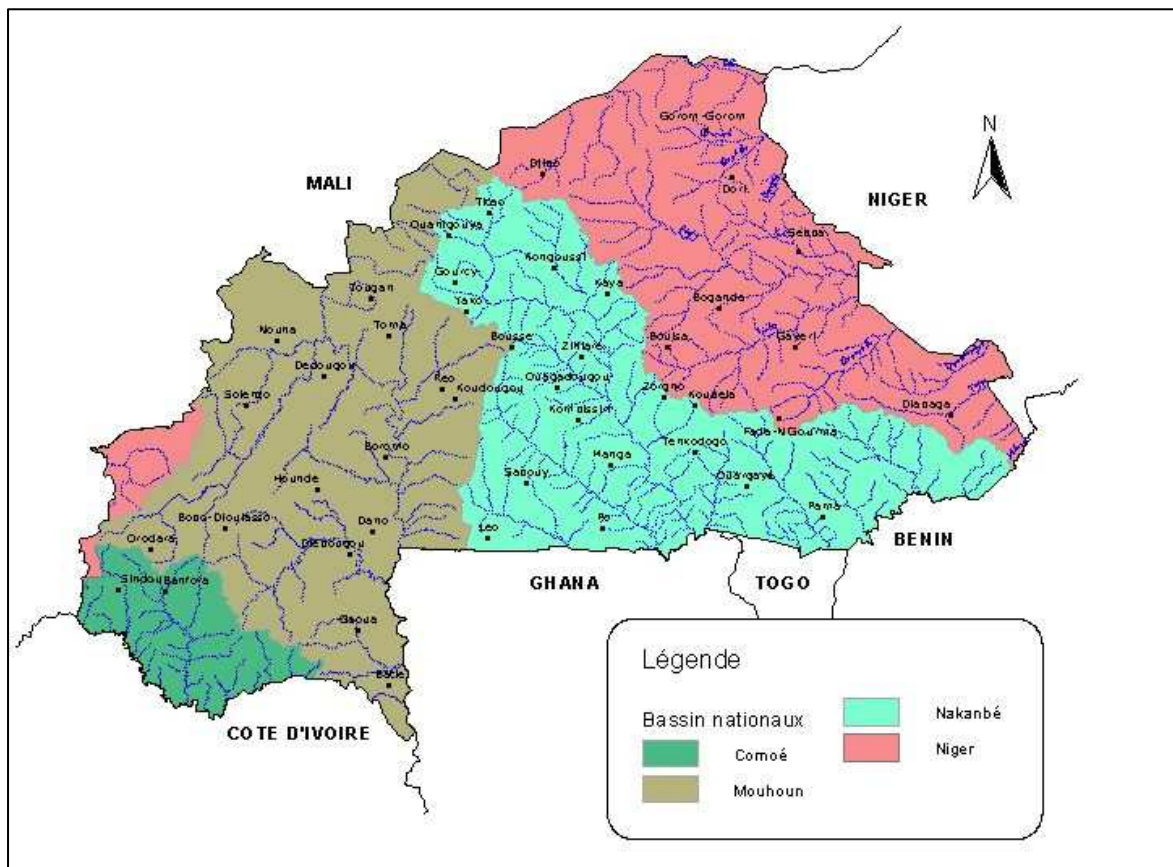 N
Gorom-Gorom
MALI
Djibo
Dori
NIGER
Titao
Ouahigouya
Sebba
Kongoussi
Gourcy
Kaya
Tougan
Boganda
Yako
Toma
Nouna
Bousse
Boulsa
Gayeri
Ziniare
Dedougou
Ouagadougou
Reo
Koudougou
Zorgho
Koupela
Solenzo
Diapaga
Kombissiri
Fada-N'Gourma
Tenkodogo
Boromo
Manga
Sapouy
Ouargaye
Hounde
Pama
Bobo-Dioulasso
Dano
Leo
Po
BENIN
Orodara
Diebougou
GHANA
TOGO
Sindou
Banfora
Gaoua
Batie
COTE D'IVOIRE
Légende
Bassin nationaux
Comoé
Mouhoun
Nakanbé
Niger